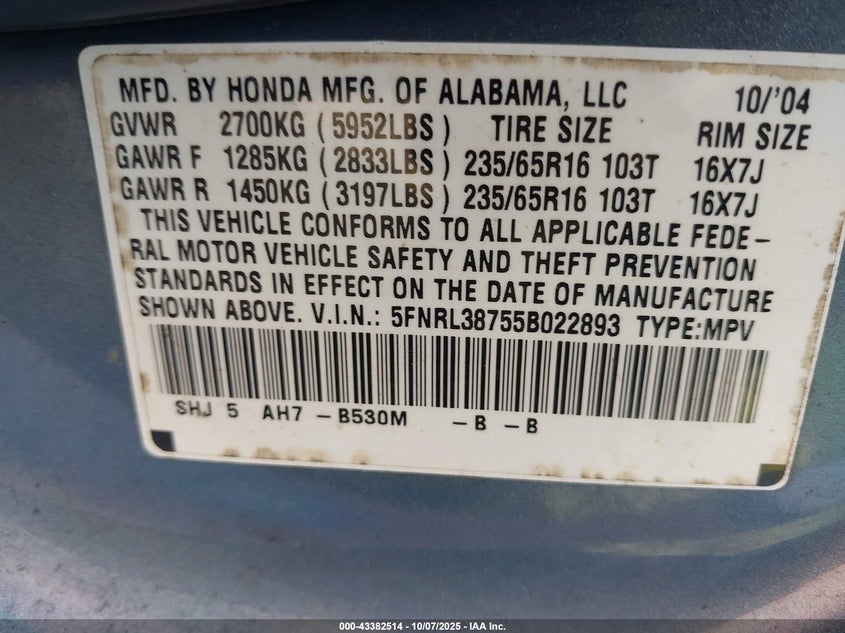 MFD. BY HONDA MFG. OF ALABAMA, LLC 10/'04
GVWR 2700KG (5952LBS) TIRE SIZE RIM SIZE
GAWR F 1285KG (2833LBS) 235/65R16 103T 16X7J
GAWR R 1450KG (3197LBS) 235/65R16 103T 16X7J
THIS VEHICLE CONFORMS TO ALL APPLICABLE FEDE-
RAL MOTOR VEHICLE SAFETY AND THEFT PREVENTION
STANDARDS IN EFFECT ON THE DATE OF MANUFACTURE
SHOWN ABOVE. V.I.N.: 5FNRL38755B022893 TYPE:MPV
SHJ 5 AH7 -B530M -B -B
000-43382514 - 10/07/2025 - IAA Inc.